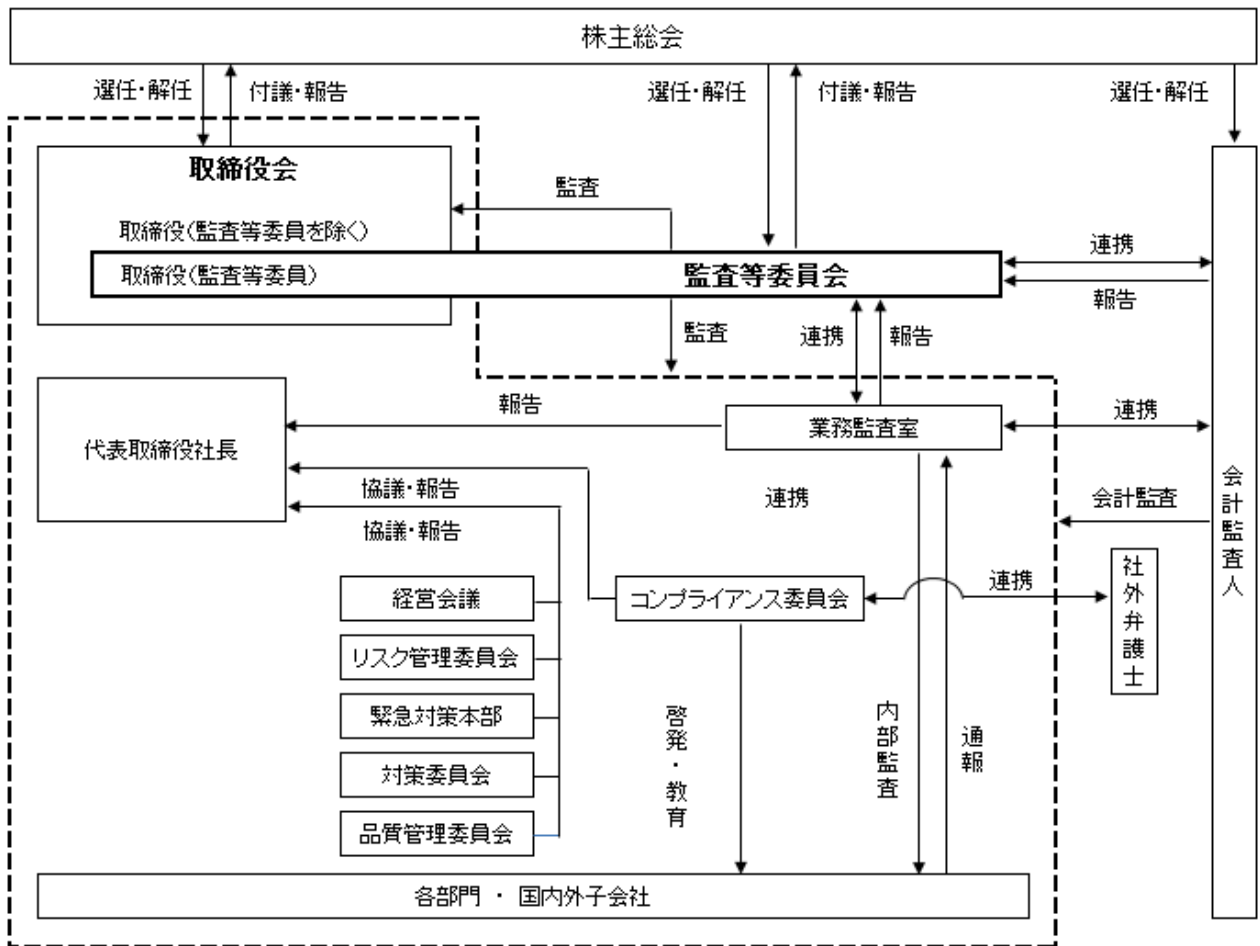 株主総会
選任・解任
付議・報告
選任・解任
付議・報告
選任・解任
取締役会
監査
取締役(監査等委員を除く)
取締役(監査等委員)
監査等委員会
連携
報告
監査
連携
報告
代表取締役社長
報告
業務監査室
連携
協議・報告
連携
会計監査
協議・報告
会計監査人
経営会議
コンプライアンス委員会
連携
社外弁護士
リスク管理委員会
緊急対策本部
対策委員会
品質管理委員会
啓発・教育
内部監査
通報
各部門 ・ 国内外子会社